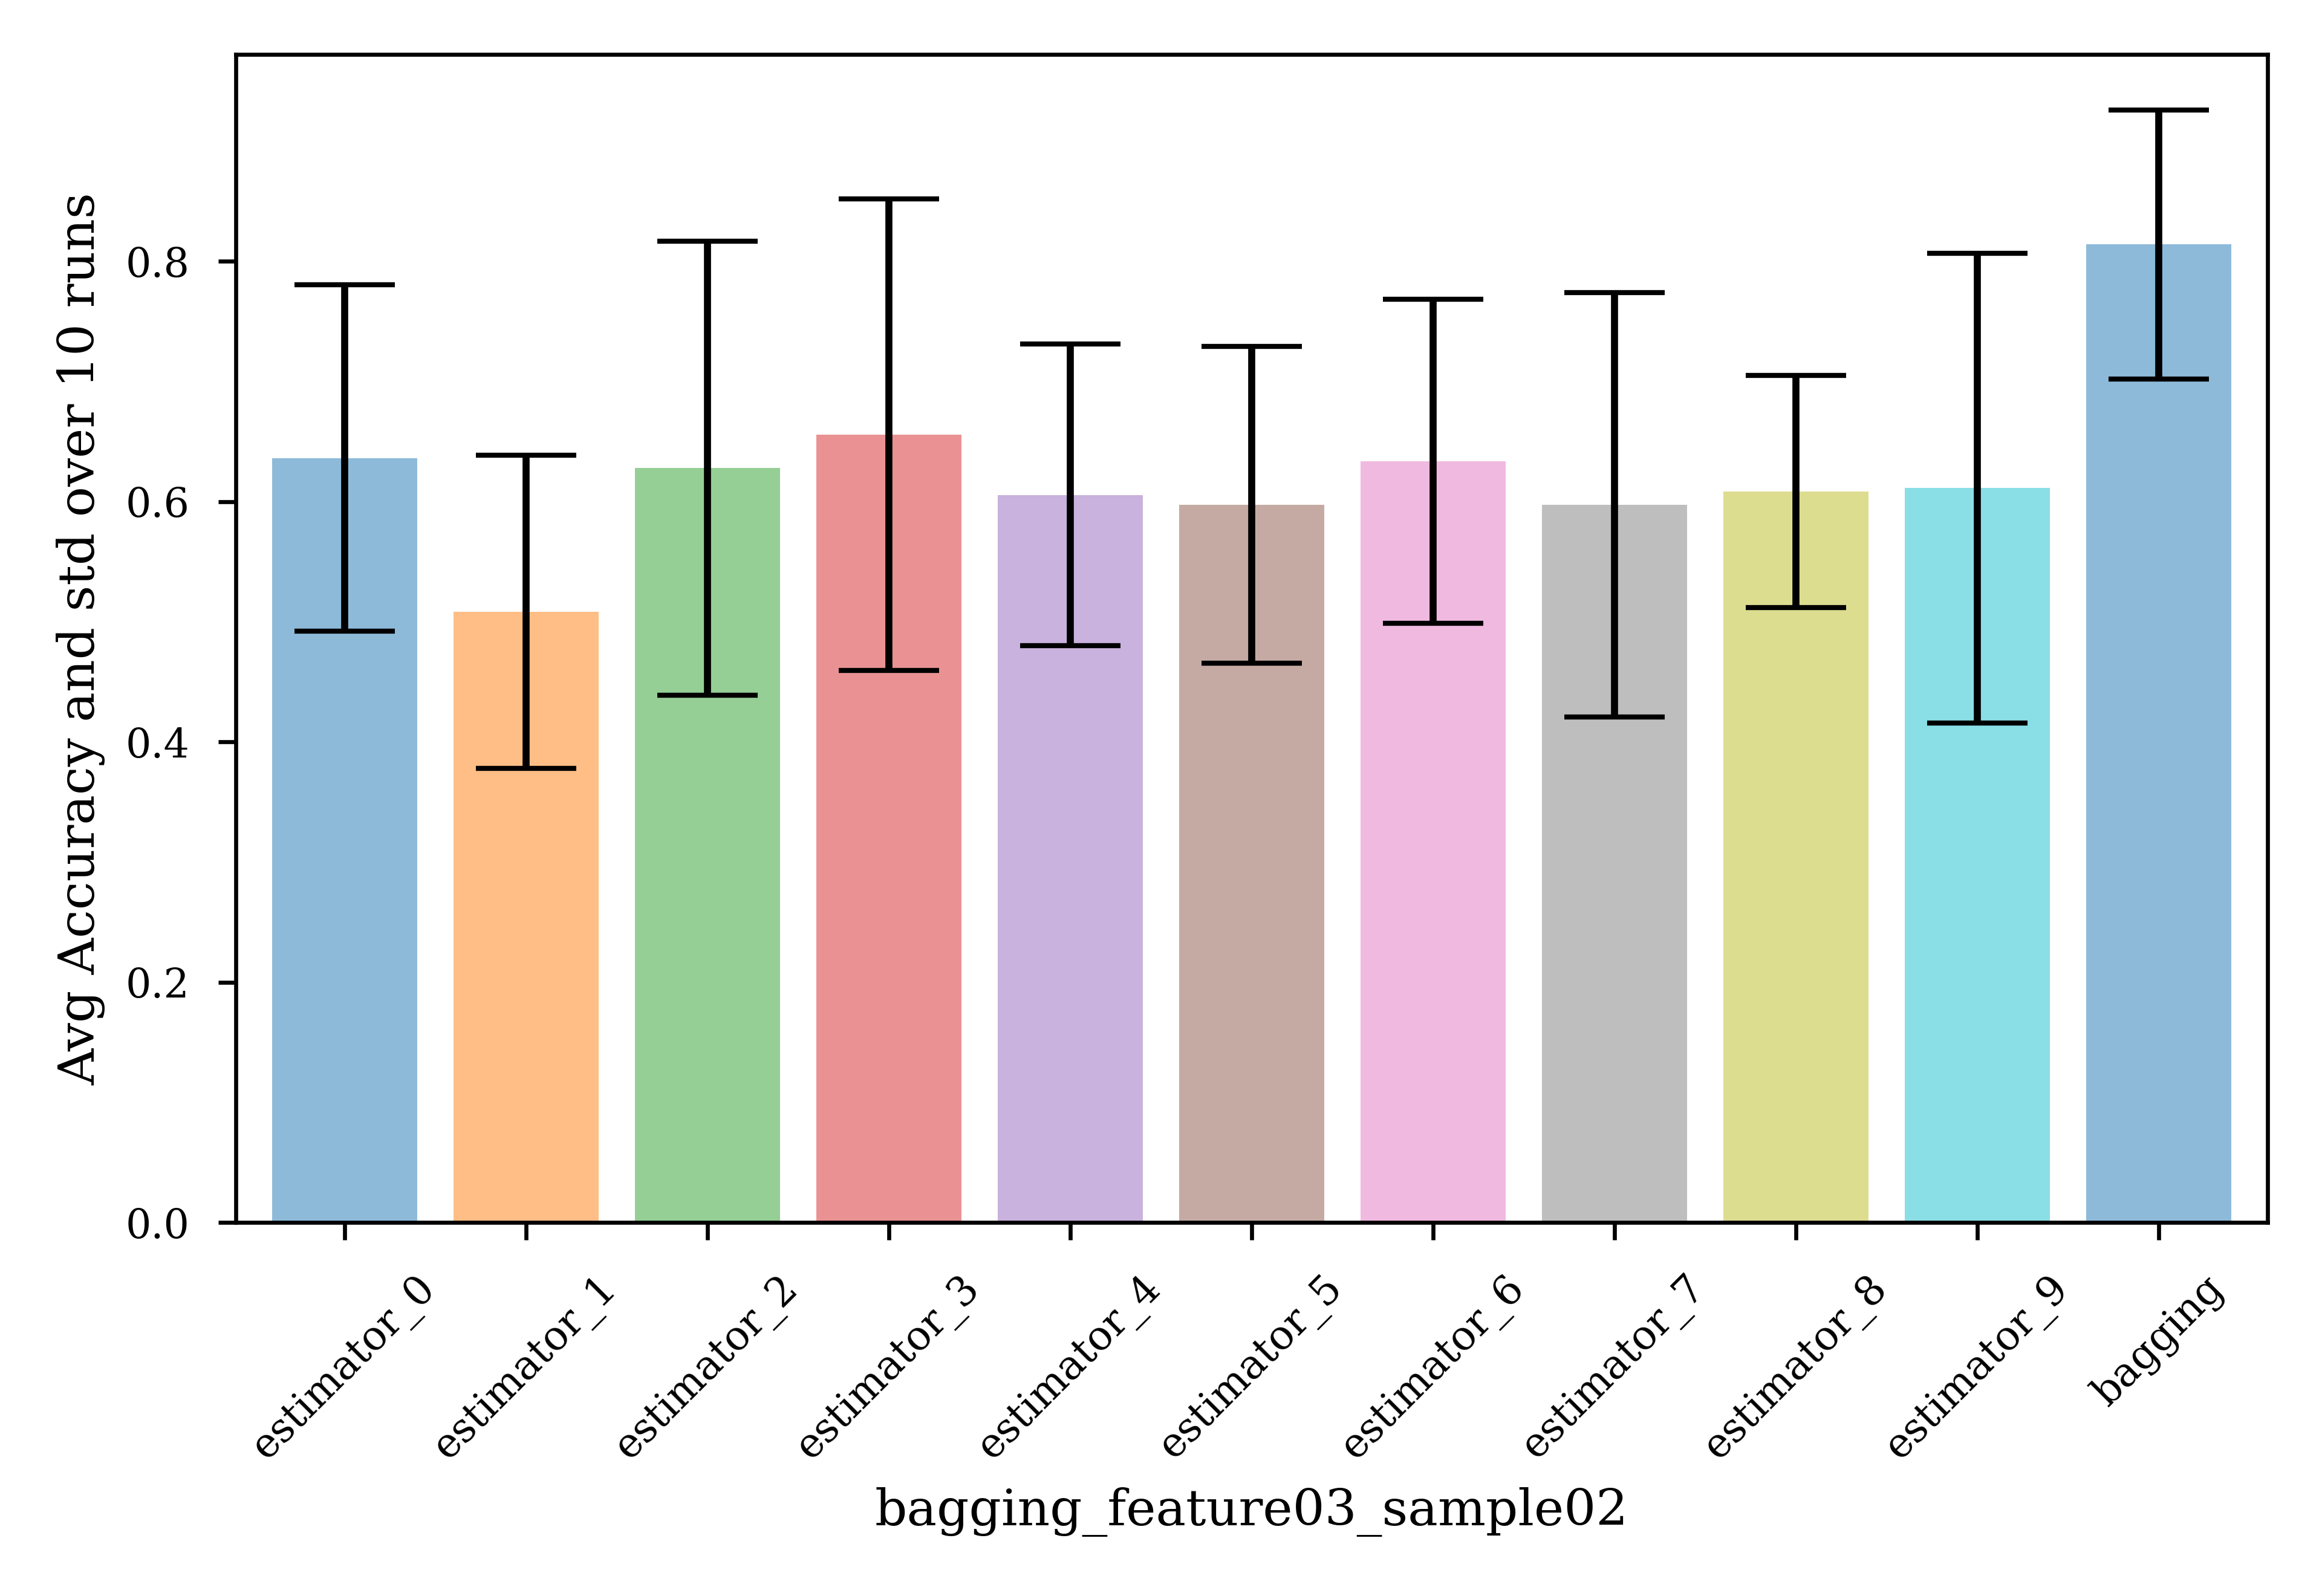 Avg Accuracy and std over 10 runs
0.8
0.6
0.4
0.2
0.0
estimator_0
estimator_1
estimator_2
estimator_3
estimator_4
estimator_5
estimator_6
estimator_7
estimator_8
estimator_9
bagging
bagging_feature03_sample02